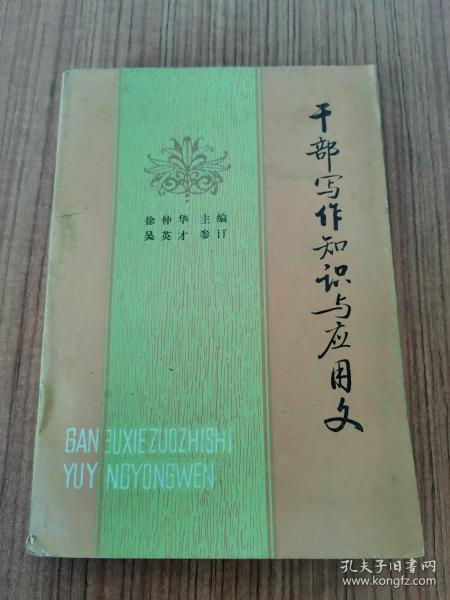 干部写作知识与应用文
徐仲华 主编
吴英才 参订
GANBUXIEZUOZHISHI
YUYINGYONGWEN
孔夫子旧书网
www.kongfz.com